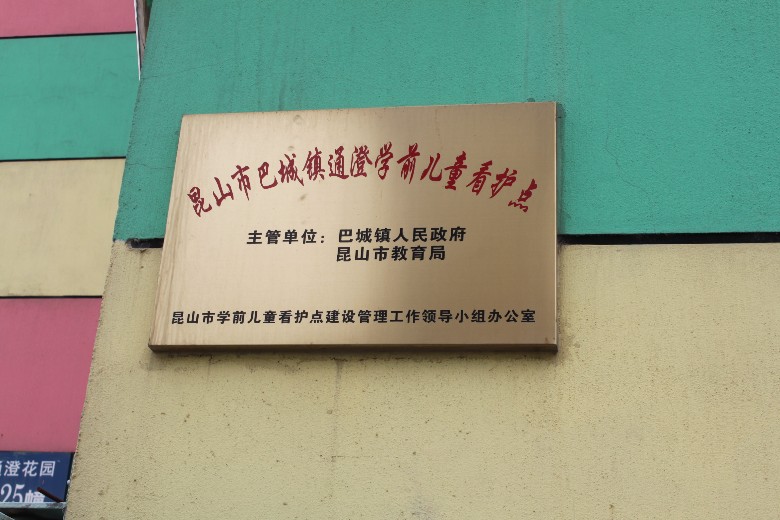 昆山市巴城镇通澄学前儿童看护点
主管单位：巴城镇人民政府
昆山市教育局
昆山市学前儿童看护点建设管理工作领导小组办公室
通澄花园
25幢